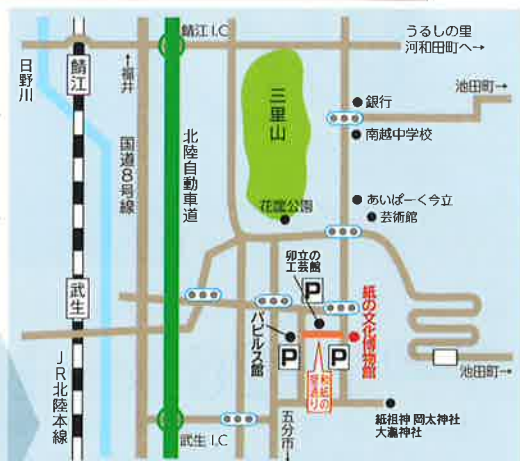 鯖江I.C
うるしの里
河和田町へ→
日野川
鯖江
←福井
国道8号線
北陸自動車道
三里山
池田町→
銀行
南越中学校
あいぱーく今立
芸術館
花筐公園
卯立の
工芸館
武生
P
パピルス館
P
和紙の
里通り
P
紙の文化博物館
JR北陸本線
池田町→
武生I.C
五分市→
紙祖神 岡太神社
大瀧神社